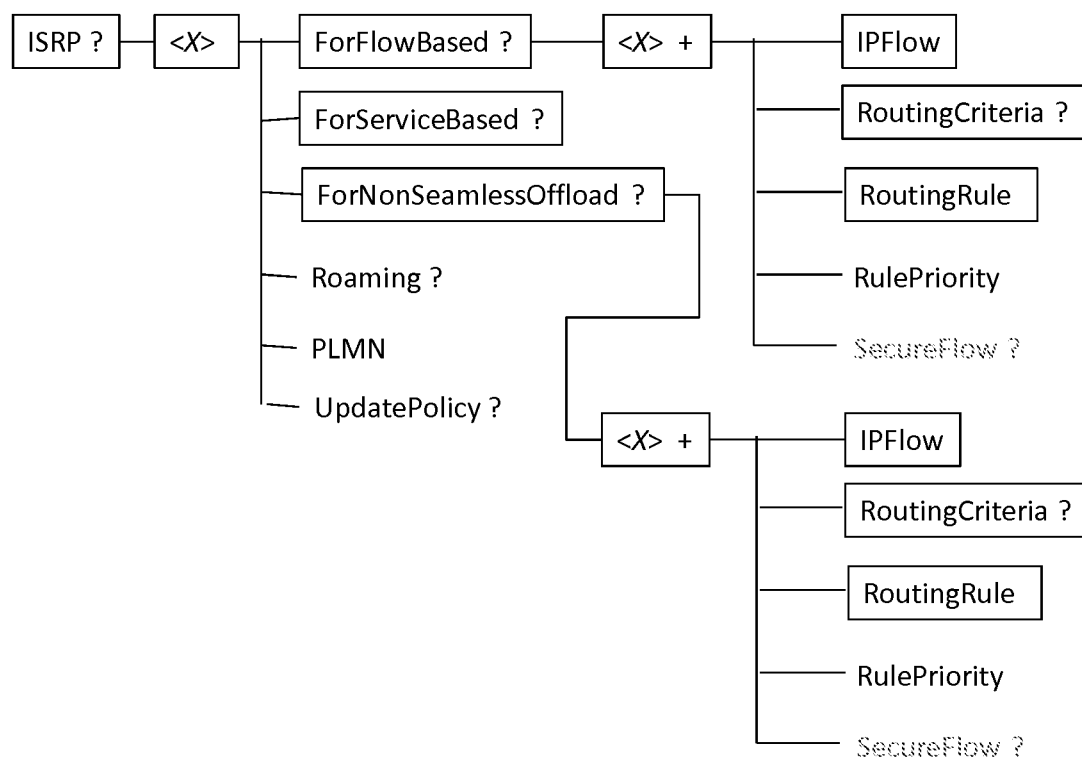 ISRP ?
<X>
ForFlowBased ?
<X> +
IPFlow
ForServiceBased ?
RoutingCriteria ?
ForNonSeamlessOffload ?
RoutingRule
Roaming ?
RulePriority
PLMN
SecureFlow ?
UpdatePolicy ?
<X> +
IPFlow
RoutingCriteria ?
RoutingRule
RulePriority
SecureFlow ?